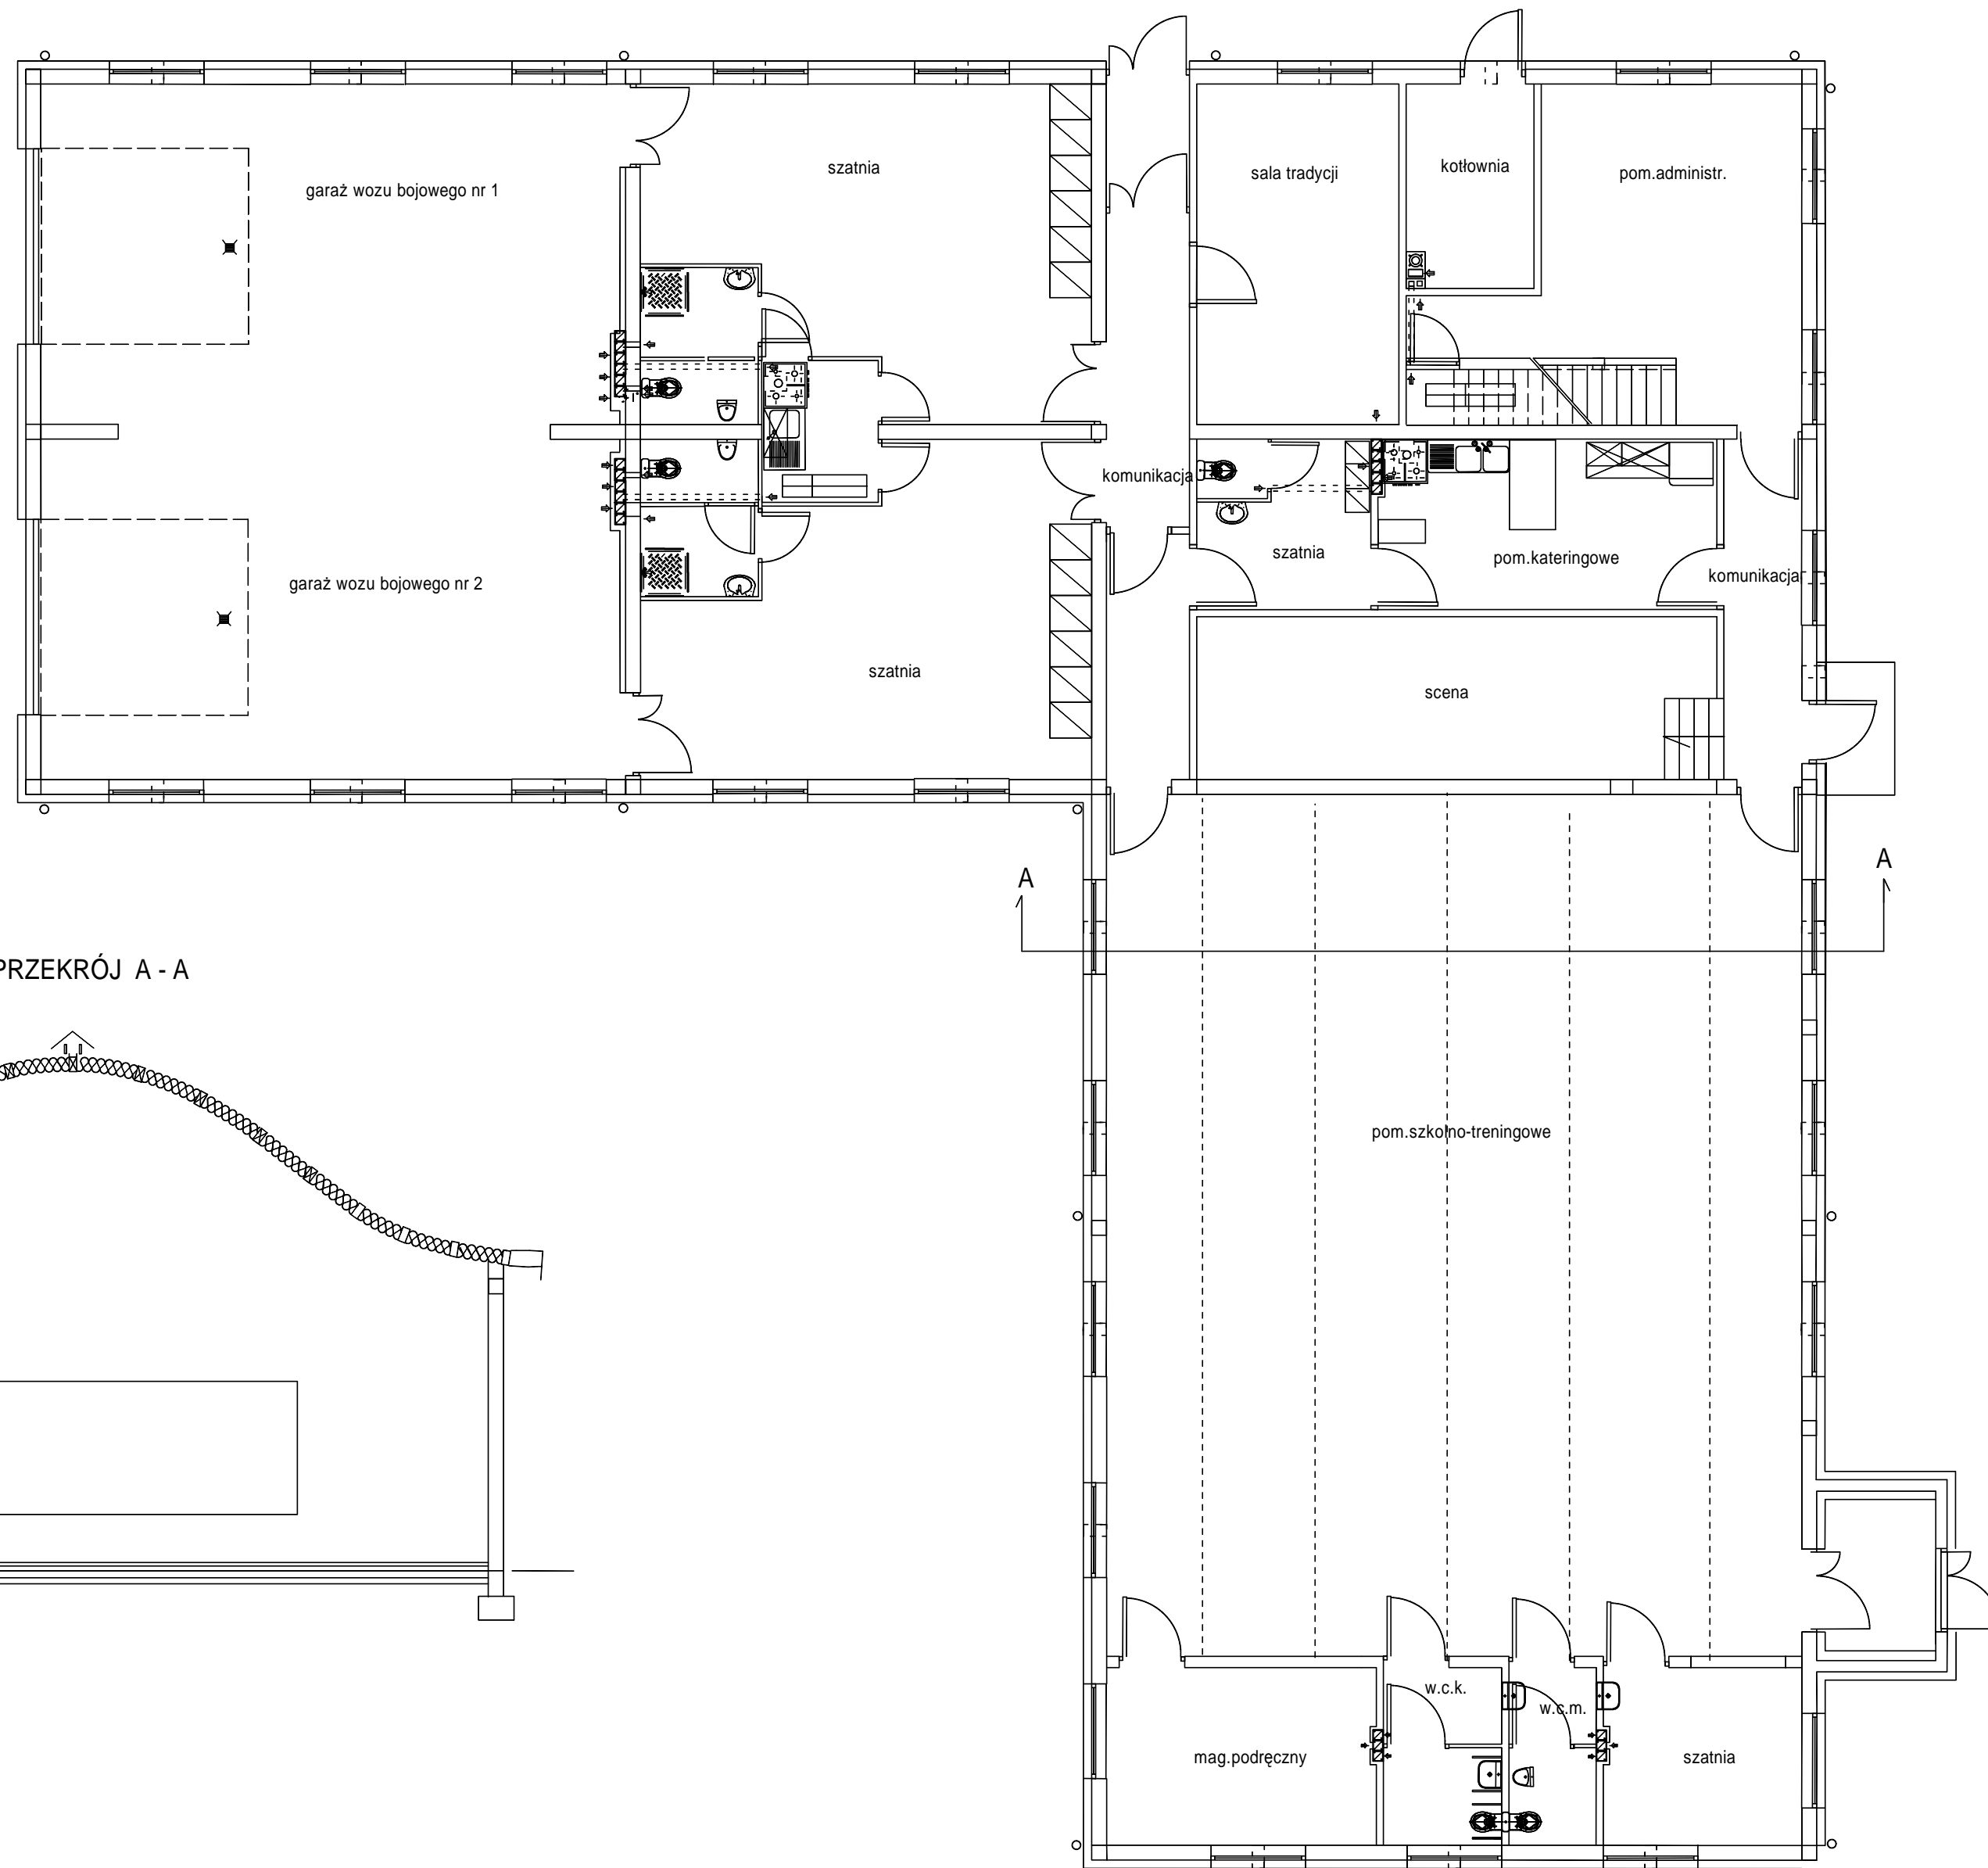 garaż wozu bojowego nr 1
szatnia
sala tradycji
kotłownia
pom.administr.
komunikacja
szatnia
pom.kateringowe
komunikacja
garaż wozu bojowego nr 2
szatnia
scena
A
A
PRZEKRÓJ A - A
pom.szkolno-treningowe
w.c.k.
w.c.m.
mag.podręczny
szatnia